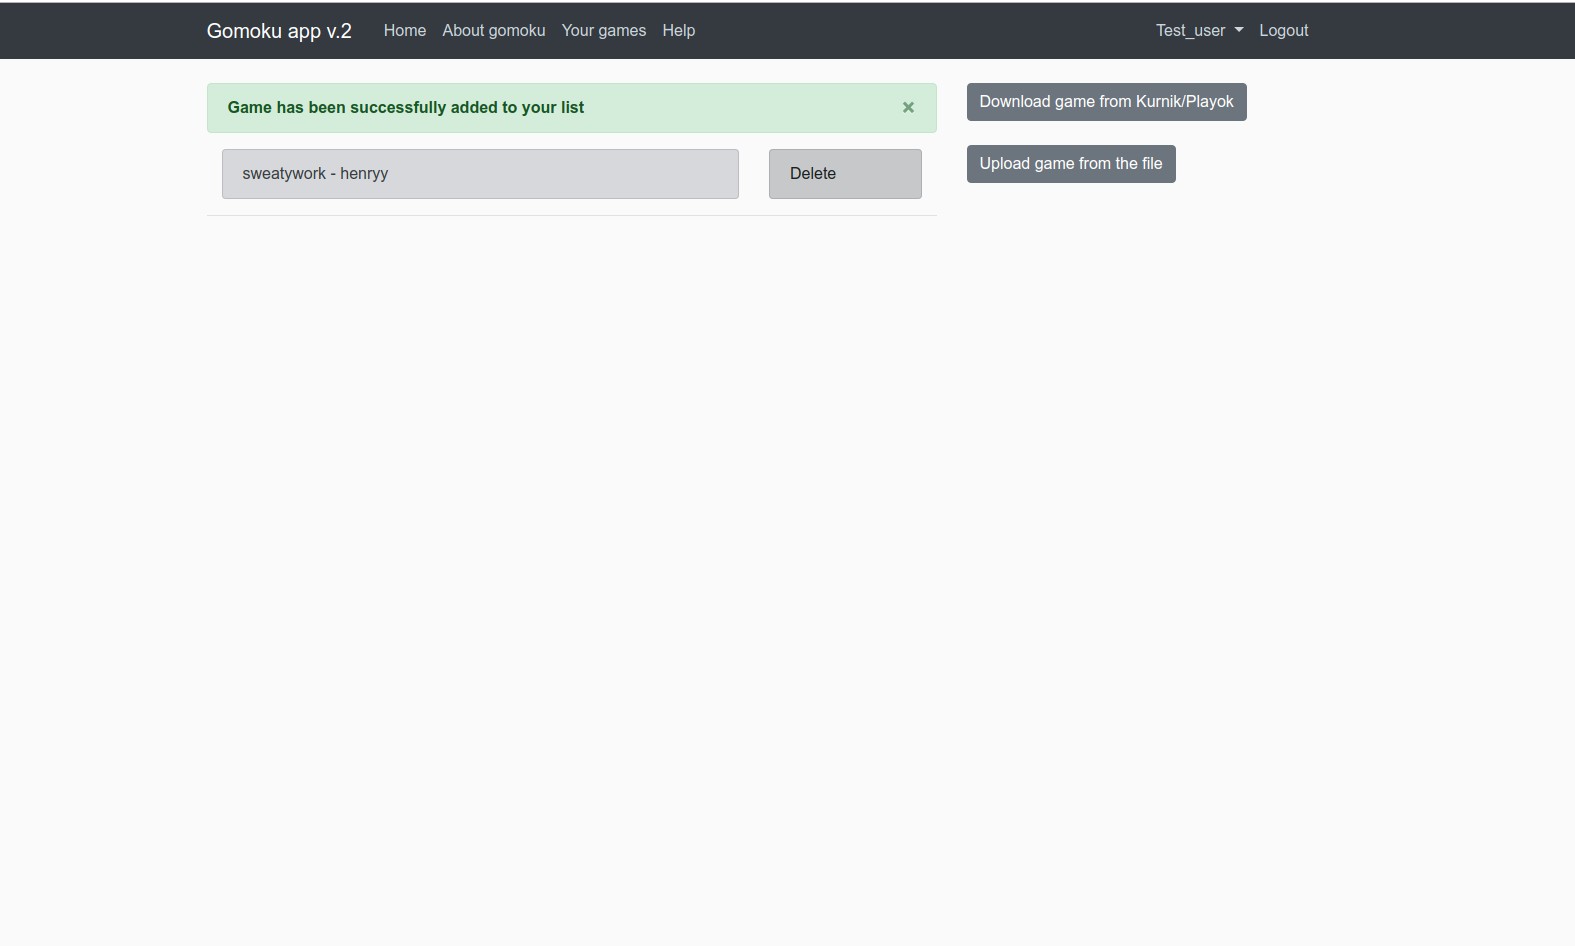 Gomoku app v.2 Home About gomoku Your games Help Test_user Logout
Game has been successfully added to your list ×
Download game from Kurnik/Playok
sweatywork - henryy Delete
Upload game from the file